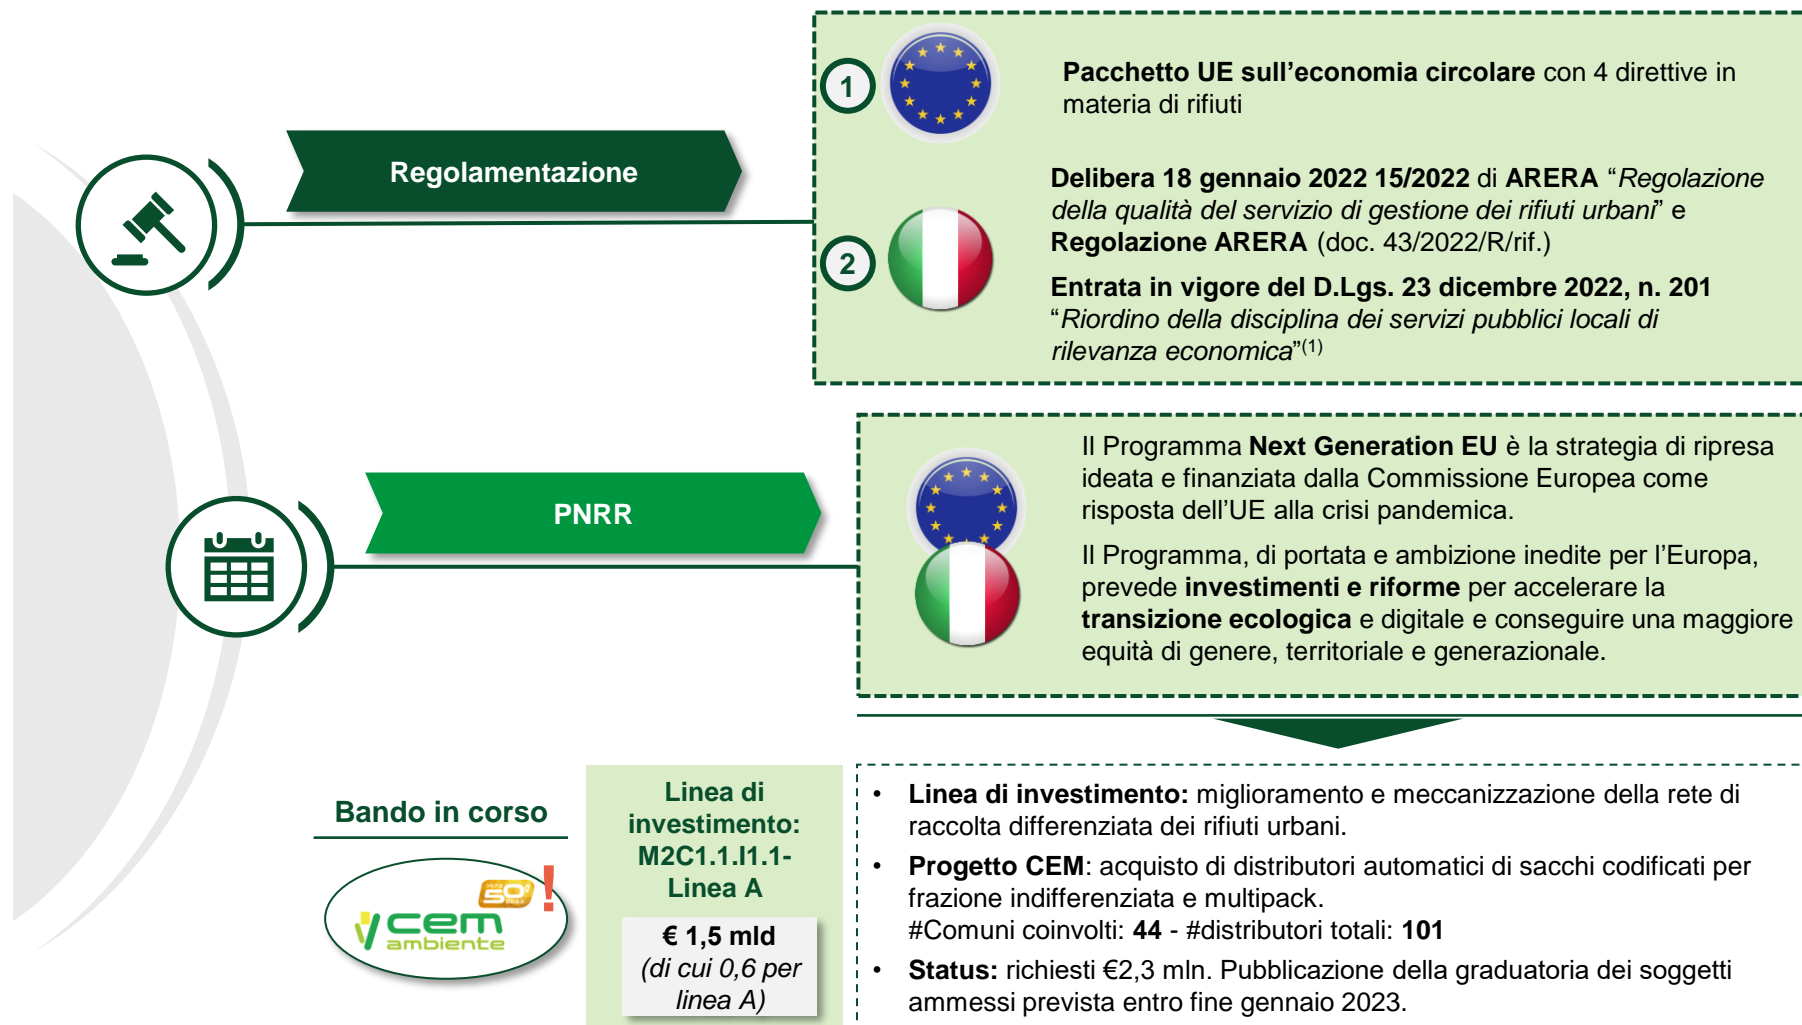 1
Pacchetto UE sull’economia circolare con 4 direttive in
materia di rifiuti
Regolamentazione
2
Delibera 18 gennaio 2022 15/2022 di ARERA “Regolazione
della qualità del servizio di gestione dei rifiuti urbani” e
Regolazione ARERA (doc. 43/2022/R/rif.)
Entrata in vigore del D.Lgs. 23 dicembre 2022, n. 201
“Riordino della disciplina dei servizi pubblici locali di
rilevanza economica”(1)
PNRR
Il Programma Next Generation EU è la strategia di ripresa
ideata e finanziata dalla Commissione Europea come
risposta dell’UE alla crisi pandemica.
Il Programma, di portata e ambizione inedite per l’Europa,
prevede investimenti e riforme per accelerare la
transizione ecologica e digitale e conseguire una maggiore
equità di genere, territoriale e generazionale.
Bando in corso
50
!
cem
ambiente
Linea di
investimento:
M2C1.1.I1.1-
Linea A
€ 1,5 mld
(di cui 0,6 per
linea A)
• Linea di investimento: miglioramento e meccanizzazione della rete di
raccolta differenziata dei rifiuti urbani.
• Progetto CEM: acquisto di distributori automatici di sacchi codificati per
frazione indifferenziata e multipack.
#Comuni coinvolti: 44 - #distributori totali: 101
• Status: richiesti €2,3 mln. Pubblicazione della graduatoria dei soggetti
ammessi prevista entro fine gennaio 2023.